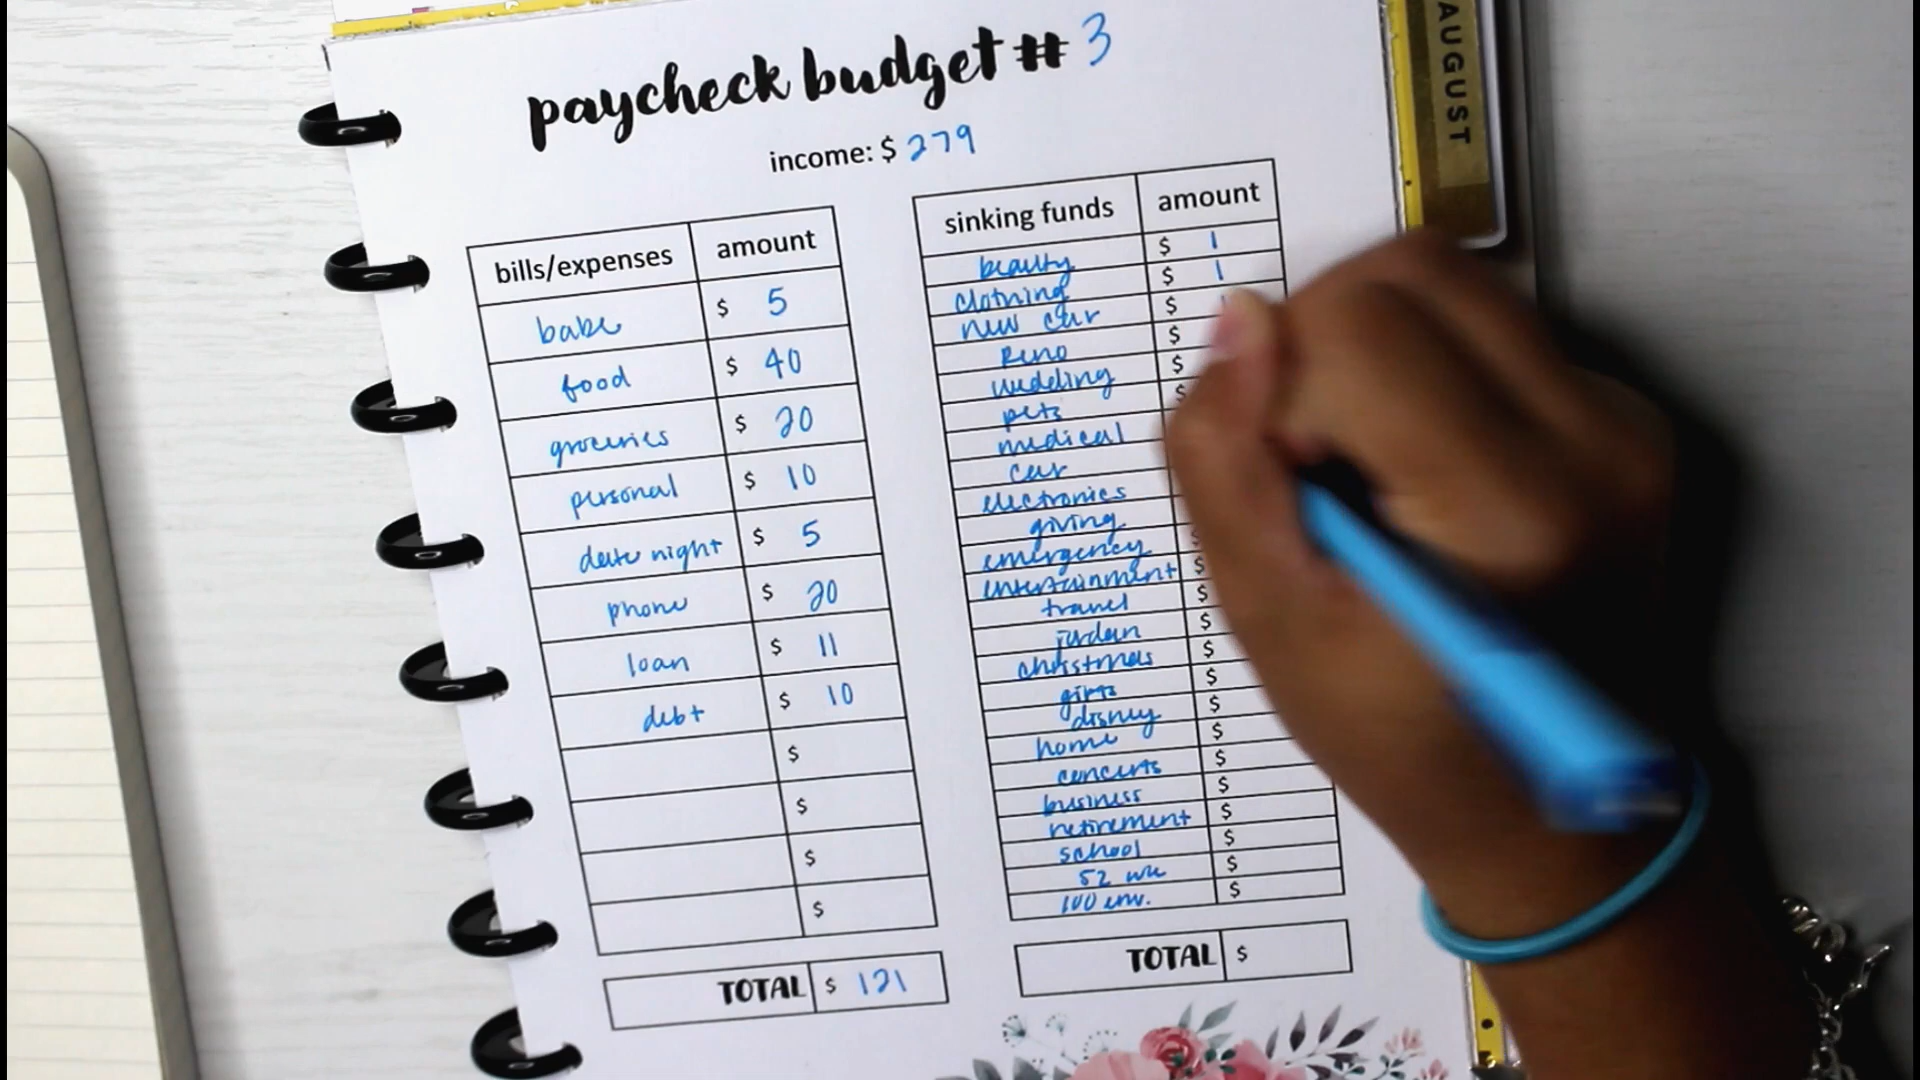 AUGUST
paycheck budget # 3
income: $ 279
bills/expenses amount
babe $ 5
food $ 40
groceries $ 20
personal $ 10
date night $ 5
phone $ 20
loan $ 11
debt $ 10
$
$
$
$
TOTAL $ 121
sinking funds amount
beauty $ 1
clothing $ 1
new car $ 1
reno $
wedding $
pets $
medical
car
electronics
giving
emergency $
entertainment $
travel $
jordan $
christmas $
gifts $
disney $
home $
concerts $
business $
retirement $
school $
52 wk $
100 env. $
TOTAL $